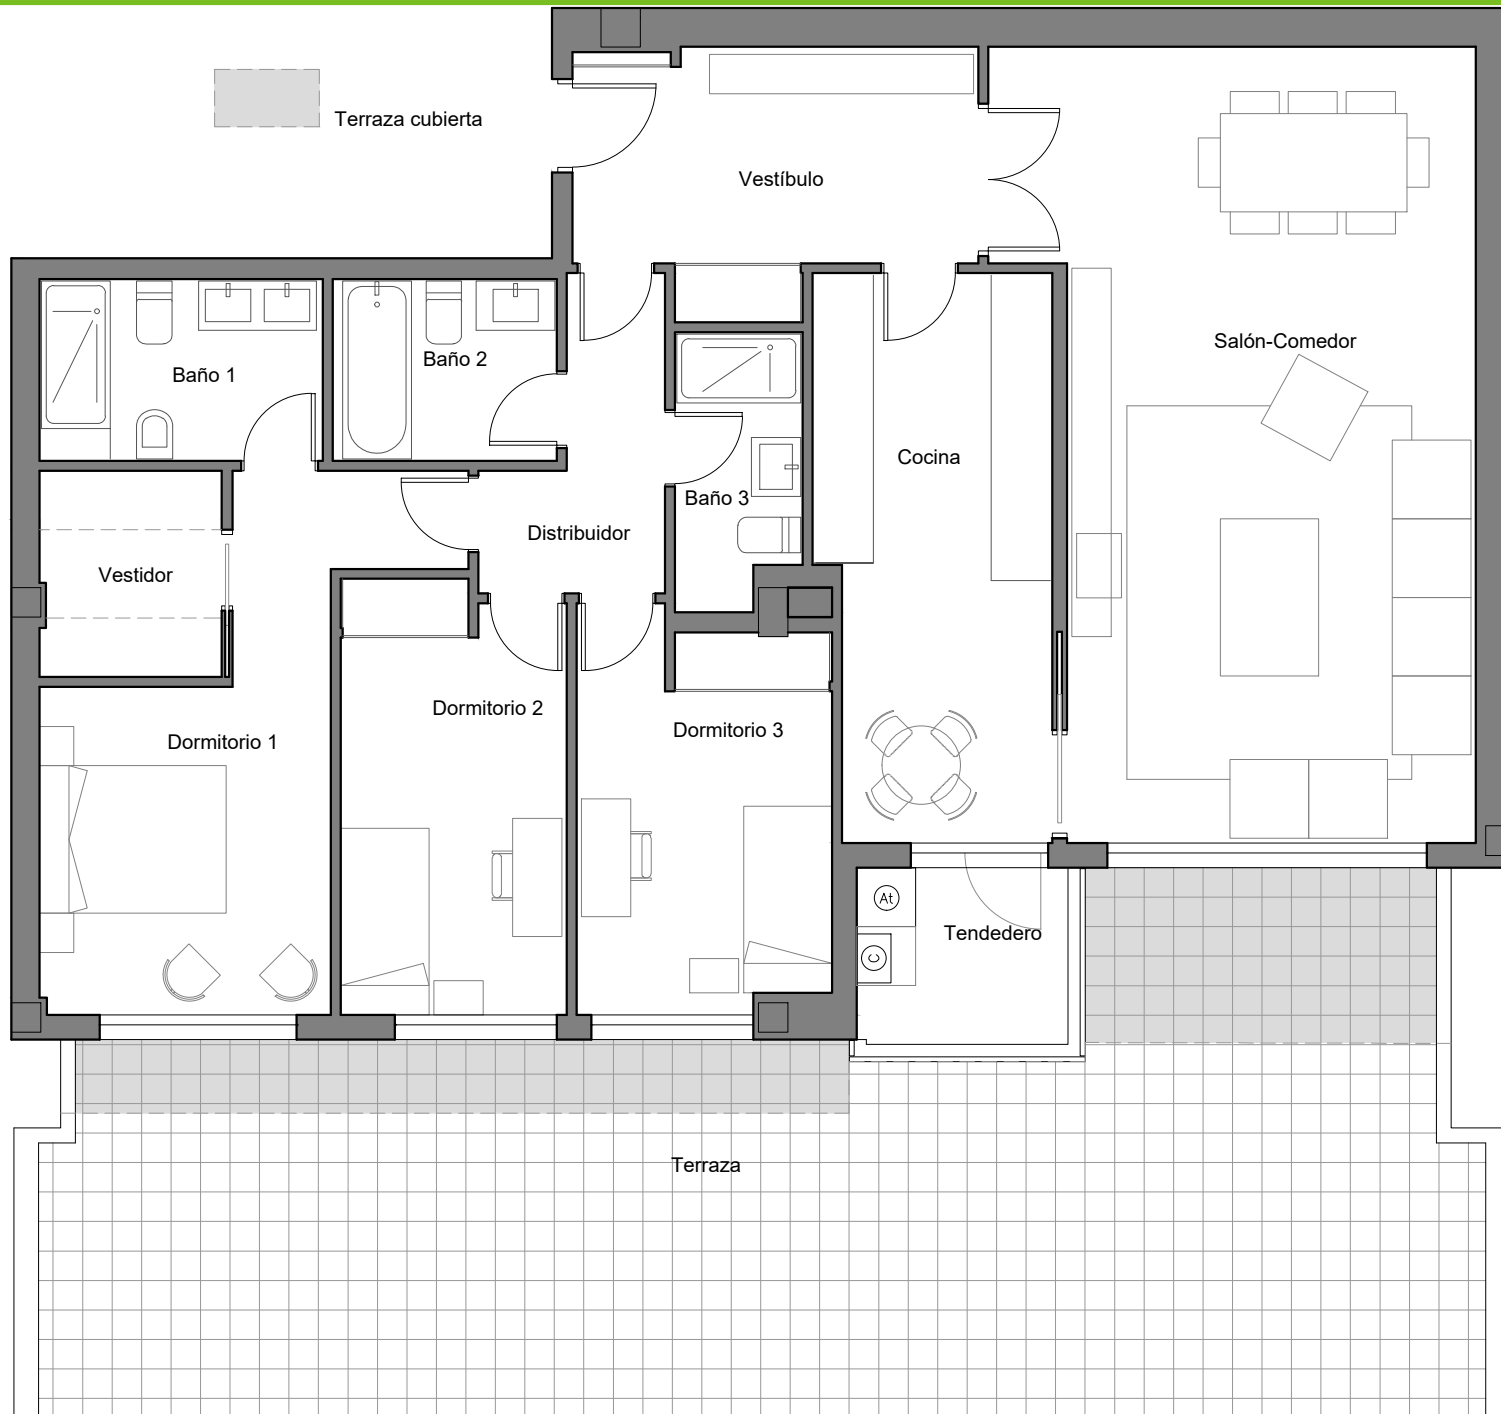 Terraza cubierta
Vestíbulo
Salón-Comedor
Baño 1
Baño 2
Cocina
Baño 3
Distribuidor
Vestidor
Dormitorio 1
Dormitorio 2
Dormitorio 3
At
Tendedero
C
Terraza